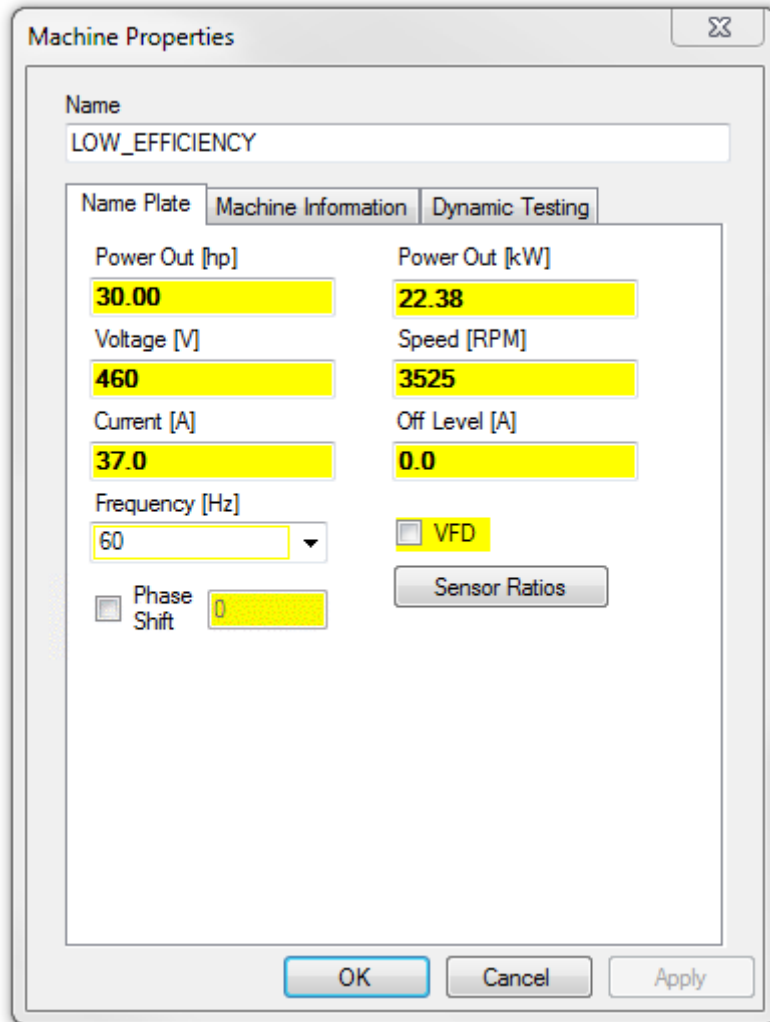 Machine Properties
Name
LOW_EFFICIENCY
Name Plate Machine Information Dynamic Testing
Power Out [hp] Power Out [kW]
30.00 22.38
Voltage [V] Speed [RPM]
460 3525
Current [A] Off Level [A]
37.0 0.0
Frequency [Hz]
60 VFD
Phase Shift 0 Sensor Ratios
OK Cancel Apply